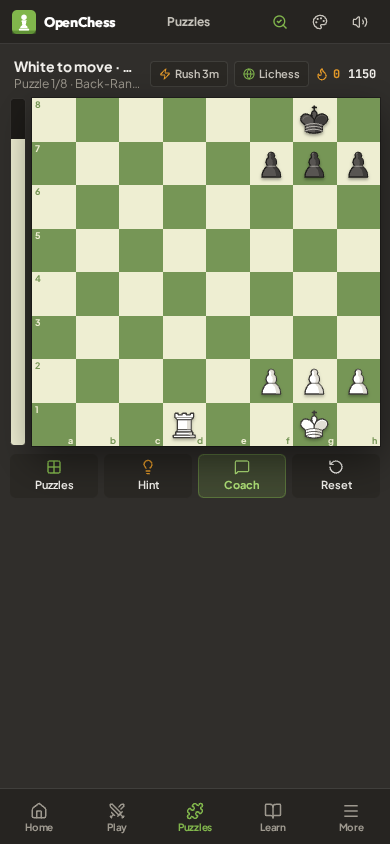 OpenChess
Puzzles
White to move · ...
Puzzle 1/8 · Back-Ran...
Rush 3m
Lichess
0
1150
8
7
6
5
4
3
2
1
a b c d e f g h
Puzzles
Hint
Coach
Reset
Home
Play
Puzzles
Learn
More